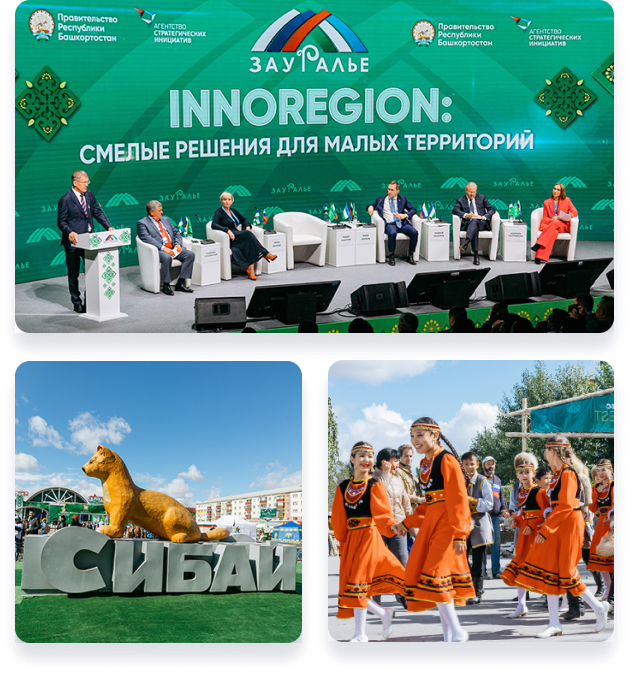 Правительство
Республики
Башкортостан
АГЕНТСТВО
СТРАТЕГИЧЕСКИХ
ИНИЦИАТИВ
Правительство
Республики
Башкортостан
АГЕНТСТВО
СТРАТЕГИЧЕСКИХ
ИНИЦИАТИВ
ЗАУРАЛЬЕ
INNOREGION:
СМЕЛЫЕ РЕШЕНИЯ ДЛЯ МАЛЫХ ТЕРРИТОРИЙ
ЗАУРАЛЬЕ
СИБАЙ